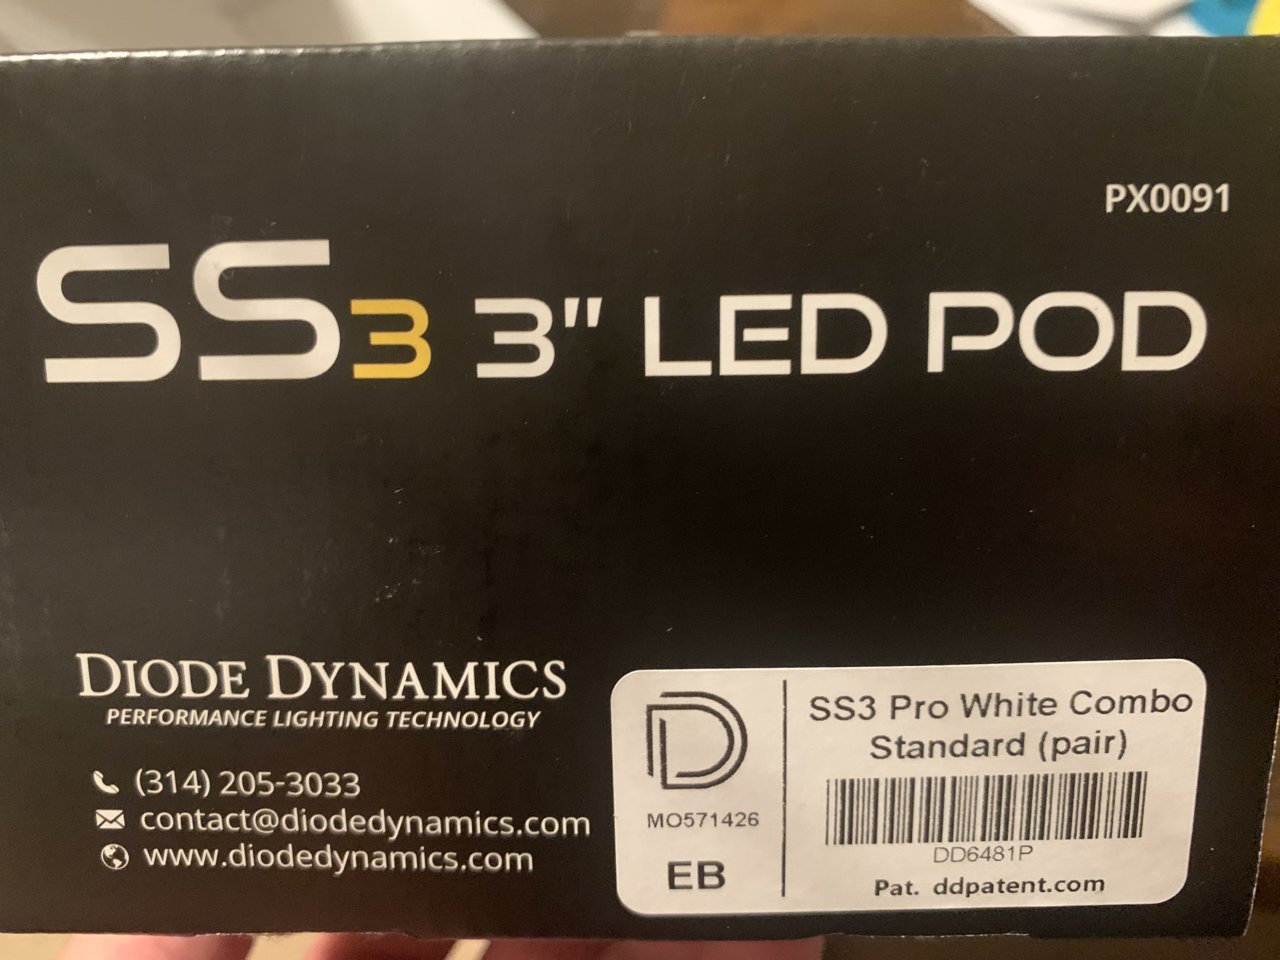 PX0091
SS3 3" LED POD
DIODE DYNAMICS
PERFORMANCE LIGHTING TECHNOLOGY
(314) 205-3033
contact@diodedynamics.com
www.diodedynamics.com
MO571426
EB
SS3 Pro White Combo
Standard (pair)
DD6481P
Pat. ddpatent.com